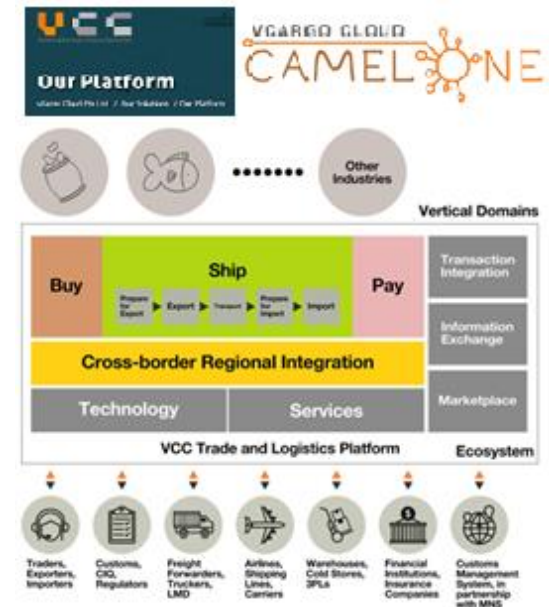 VCC
VCARGO CLOUD
CAMELONE
Our Platform
vCargo Cloud Pte Ltd / Our Solutions / Our Platform
Other
Industries
Vertical Domains
Buy
Ship
Pay
Prepare
for
Export
Export
Transport
Prepare
for
Import
Import
Transaction
Integration
Information
Exchange
Marketplace
Cross-border Regional Integration
Technology
Services
VCC Trade and Logistics Platform
Ecosystem
Traders,
Exporters,
Importers
Customs,
CIQ,
Regulators
Freight
Forwarders,
Truckers,
LMD
Airlines,
Shipping
Lines,
Carriers
Warehouses,
Cold Stores,
3PLs
Financial
Institutions,
Insurance
Companies
Customs
Management
System, in
partnership
with MNS